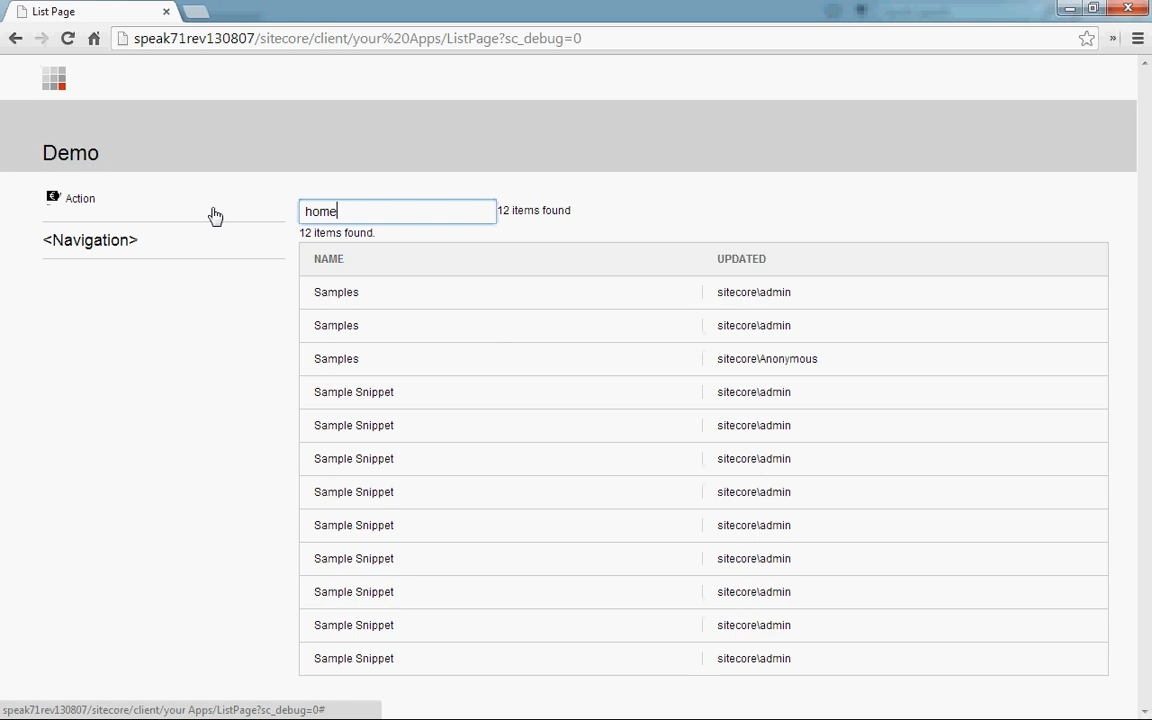 List Page
speak71rev130807/sitecore/client/your%20Apps/ListPage?sc_debug=0
Demo
Action
<Navigation>
home 12 items found
12 items found.
NAME UPDATED
Samples sitecore\admin
Samples sitecore\admin
Samples sitecore\Anonymous
Sample Snippet sitecore\admin
Sample Snippet sitecore\admin
Sample Snippet sitecore\admin
Sample Snippet sitecore\admin
Sample Snippet sitecore\admin
Sample Snippet sitecore\admin
Sample Snippet sitecore\admin
Sample Snippet sitecore\admin
Sample Snippet sitecore\admin
speak71rev130807/sitecore/client/your Apps/ListPage?sc_debug=0#